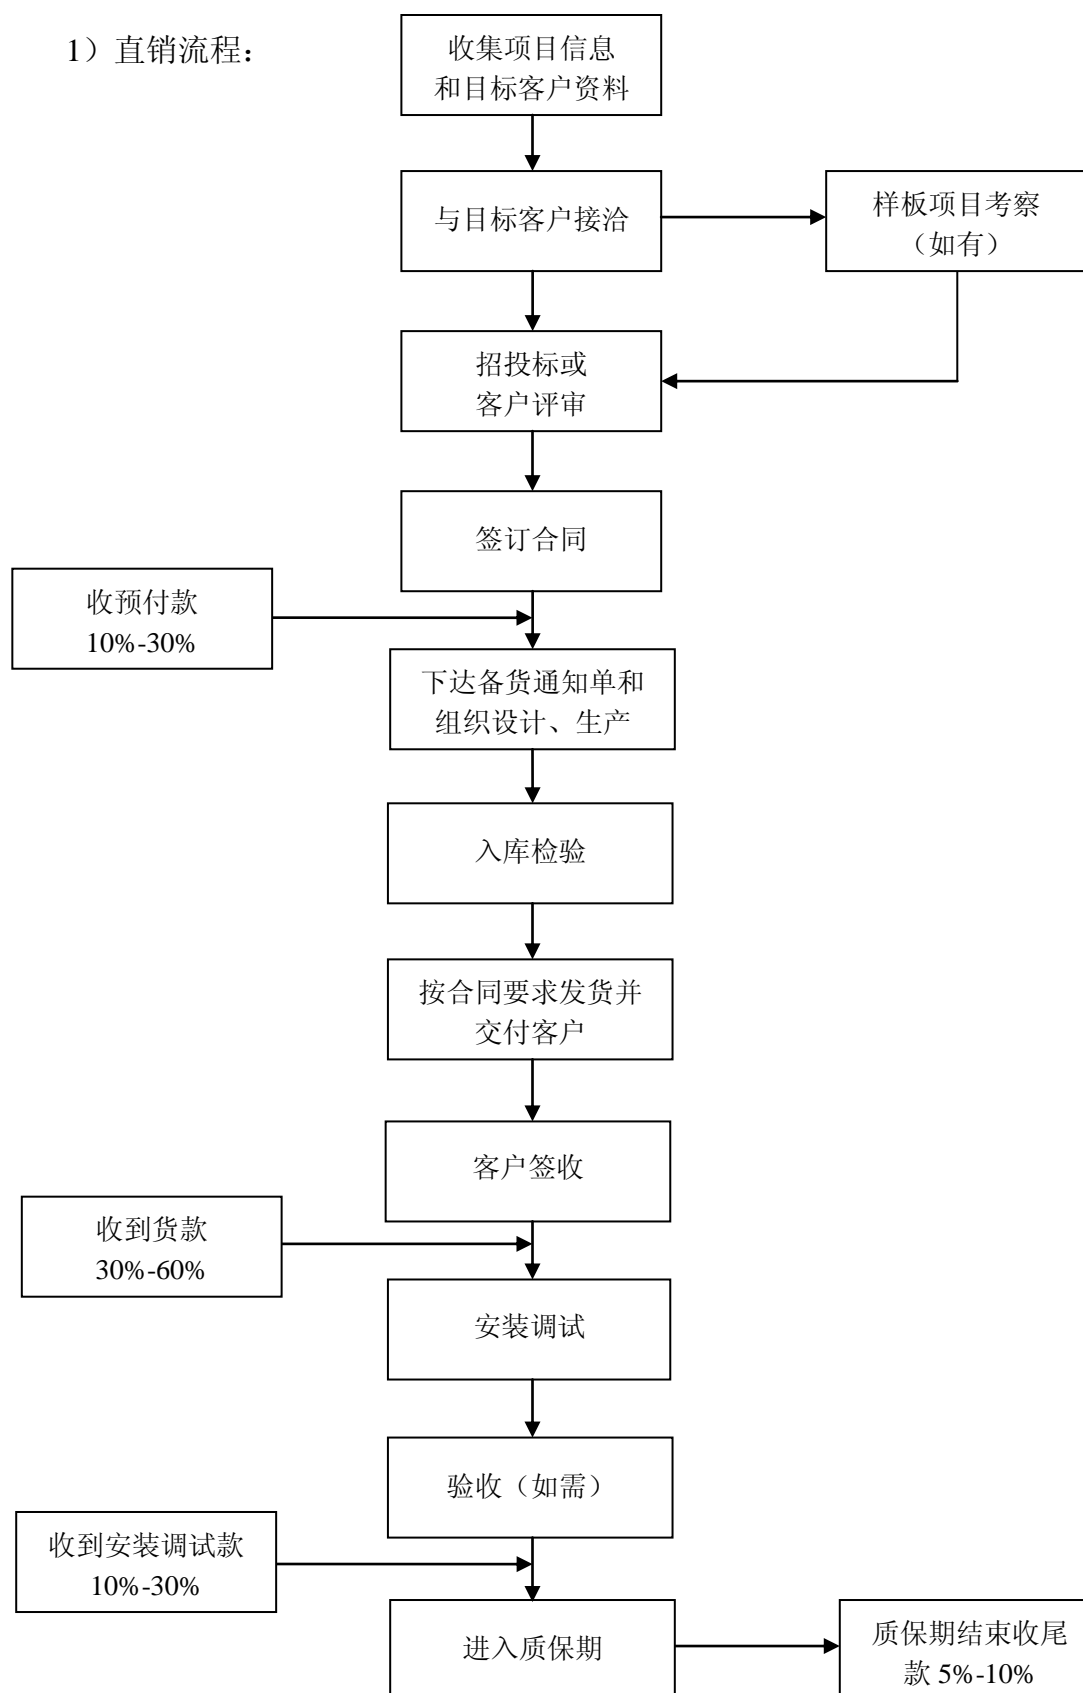 1）直销流程：
收集项目信息
和目标客户资料
与目标客户接洽
样板项目考察
（如有）
招投标或
客户评审
签订合同
收预付款
10%-30%
下达备货通知单和
组织设计、生产
入库检验
按合同要求发货并
交付客户
客户签收
收到货款
30%-60%
安装调试
验收（如需）
收到安装调试款
10%-30%
进入质保期
质保期结束收尾
款 5%-10%